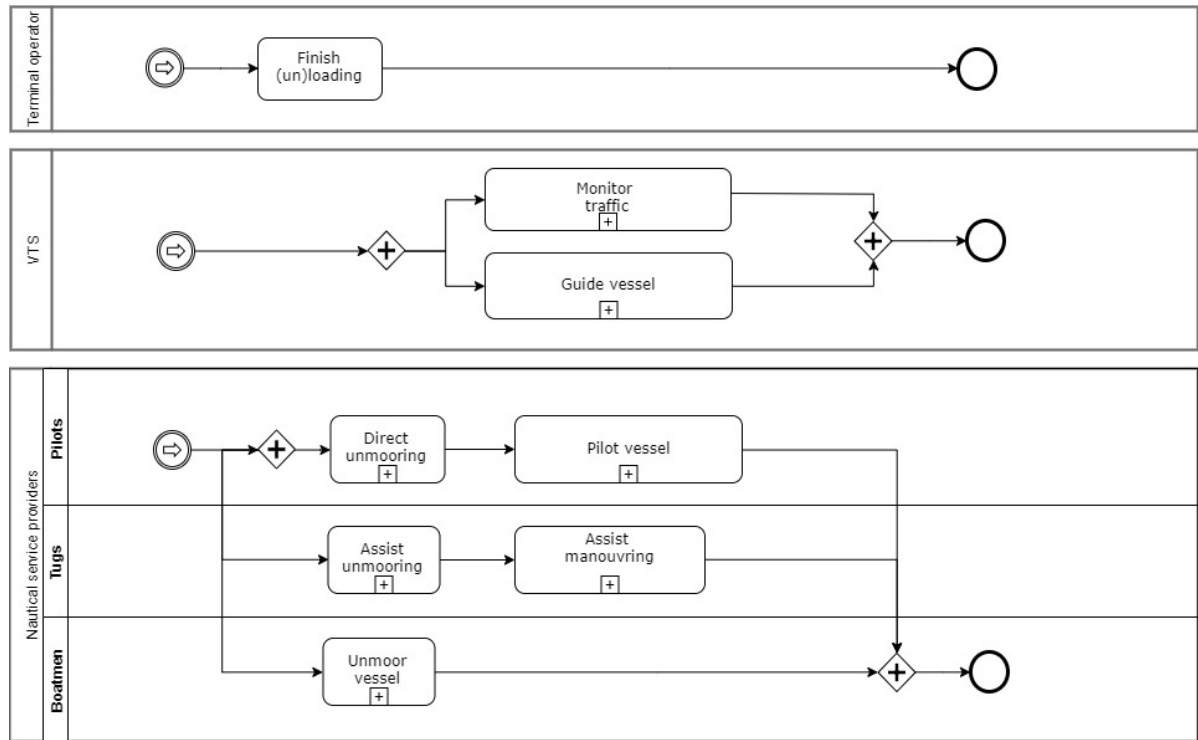 Terminal operator
Finish
(un)loading
VTS
Monitor
traffic
Guide vessel
Nautical service providers
Pilots
Direct
unmooring
Pilot vessel
Tugs
Assist
unmooring
Assist
manouvring
Boatmen
Unmoor
vessel